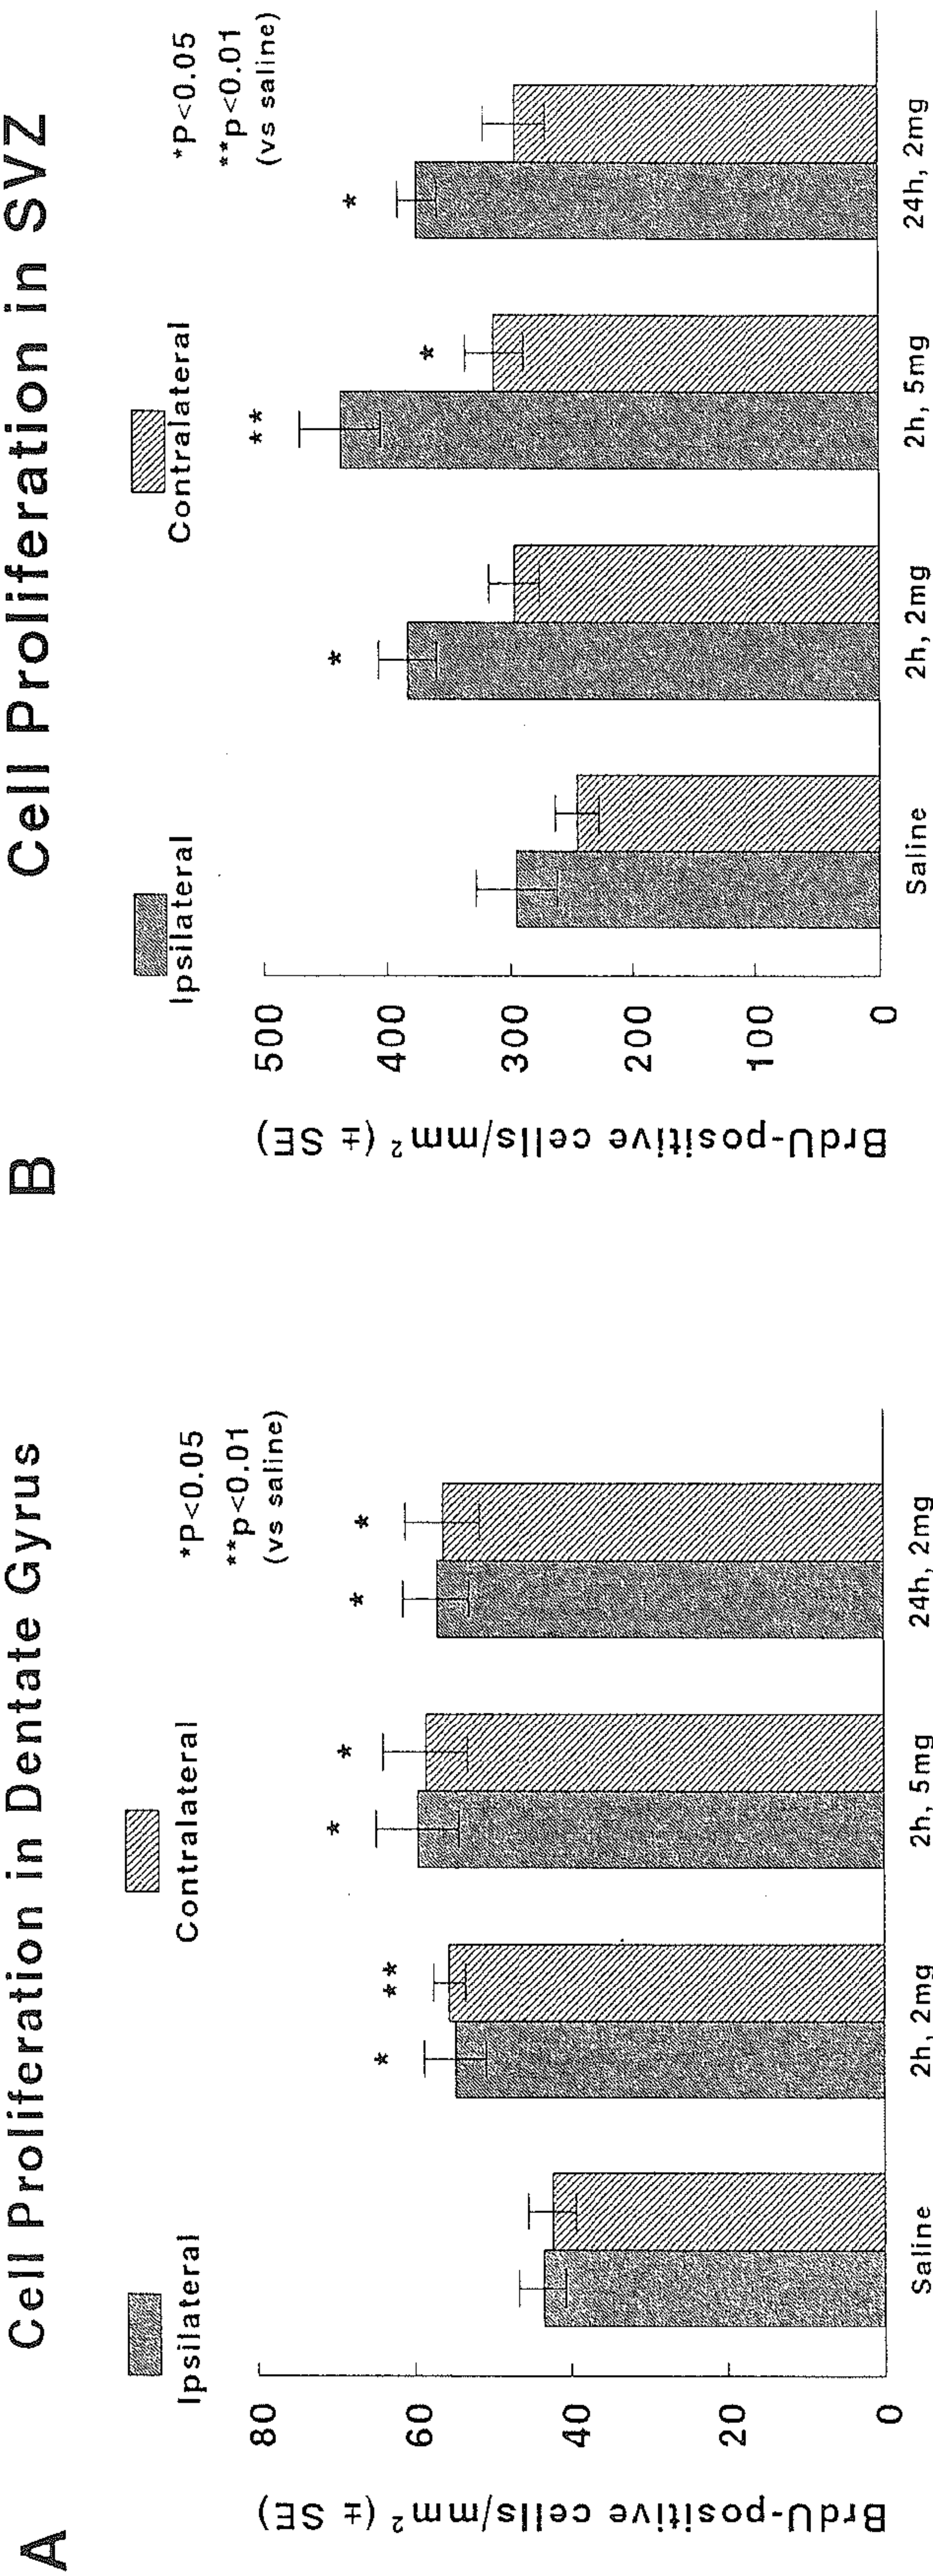 A Cell Proliferation in Dentate Gyrus
Ipsilateral
Contralateral
*P<0.05
**p<0.01
(vs saline)
BrdU-positive cells/mm² (± SE)
80
60
40
20
0
*
**
*
*
*
*
Saline
2h, 2mg
2h, 5mg
24h, 2mg
B Cell Proliferation in SVZ
Ipsilateral
Contralateral
*P<0.05
**p<0.01
(vs saline)
BrdU-positive cells/mm² (± SE)
500
400
300
200
100
0
*
**
*
*
Saline
2h, 2mg
2h, 5mg
24h, 2mg